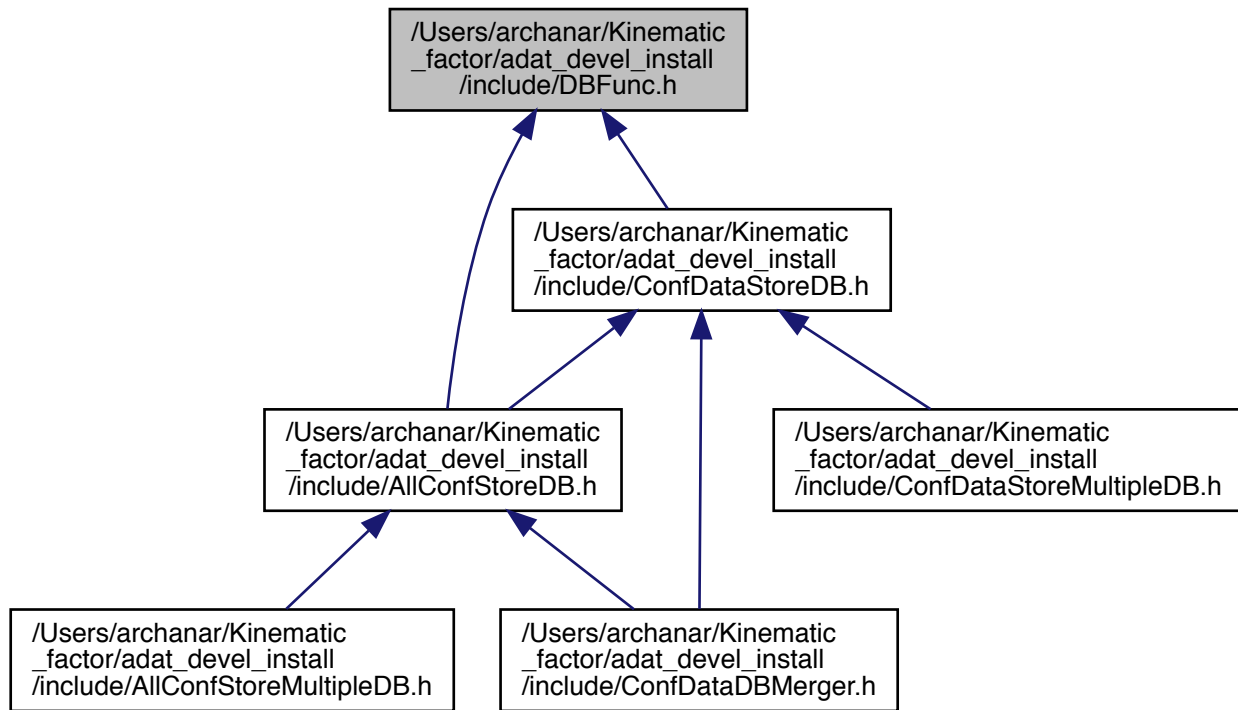 /Users/archanar/Kinematic
_factor/adat_devel_install
/include/DBFunc.h
/Users/archanar/Kinematic
_factor/adat_devel_install
/include/ConfDataStoreDB.h
/Users/archanar/Kinematic
_factor/adat_devel_install
/include/AllConfStoreDB.h
/Users/archanar/Kinematic
_factor/adat_devel_install
/include/ConfDataStoreMultipleDB.h
/Users/archanar/Kinematic
_factor/adat_devel_install
/include/AllConfStoreMultipleDB.h
/Users/archanar/Kinematic
_factor/adat_devel_install
/include/ConfDataDBMerger.h